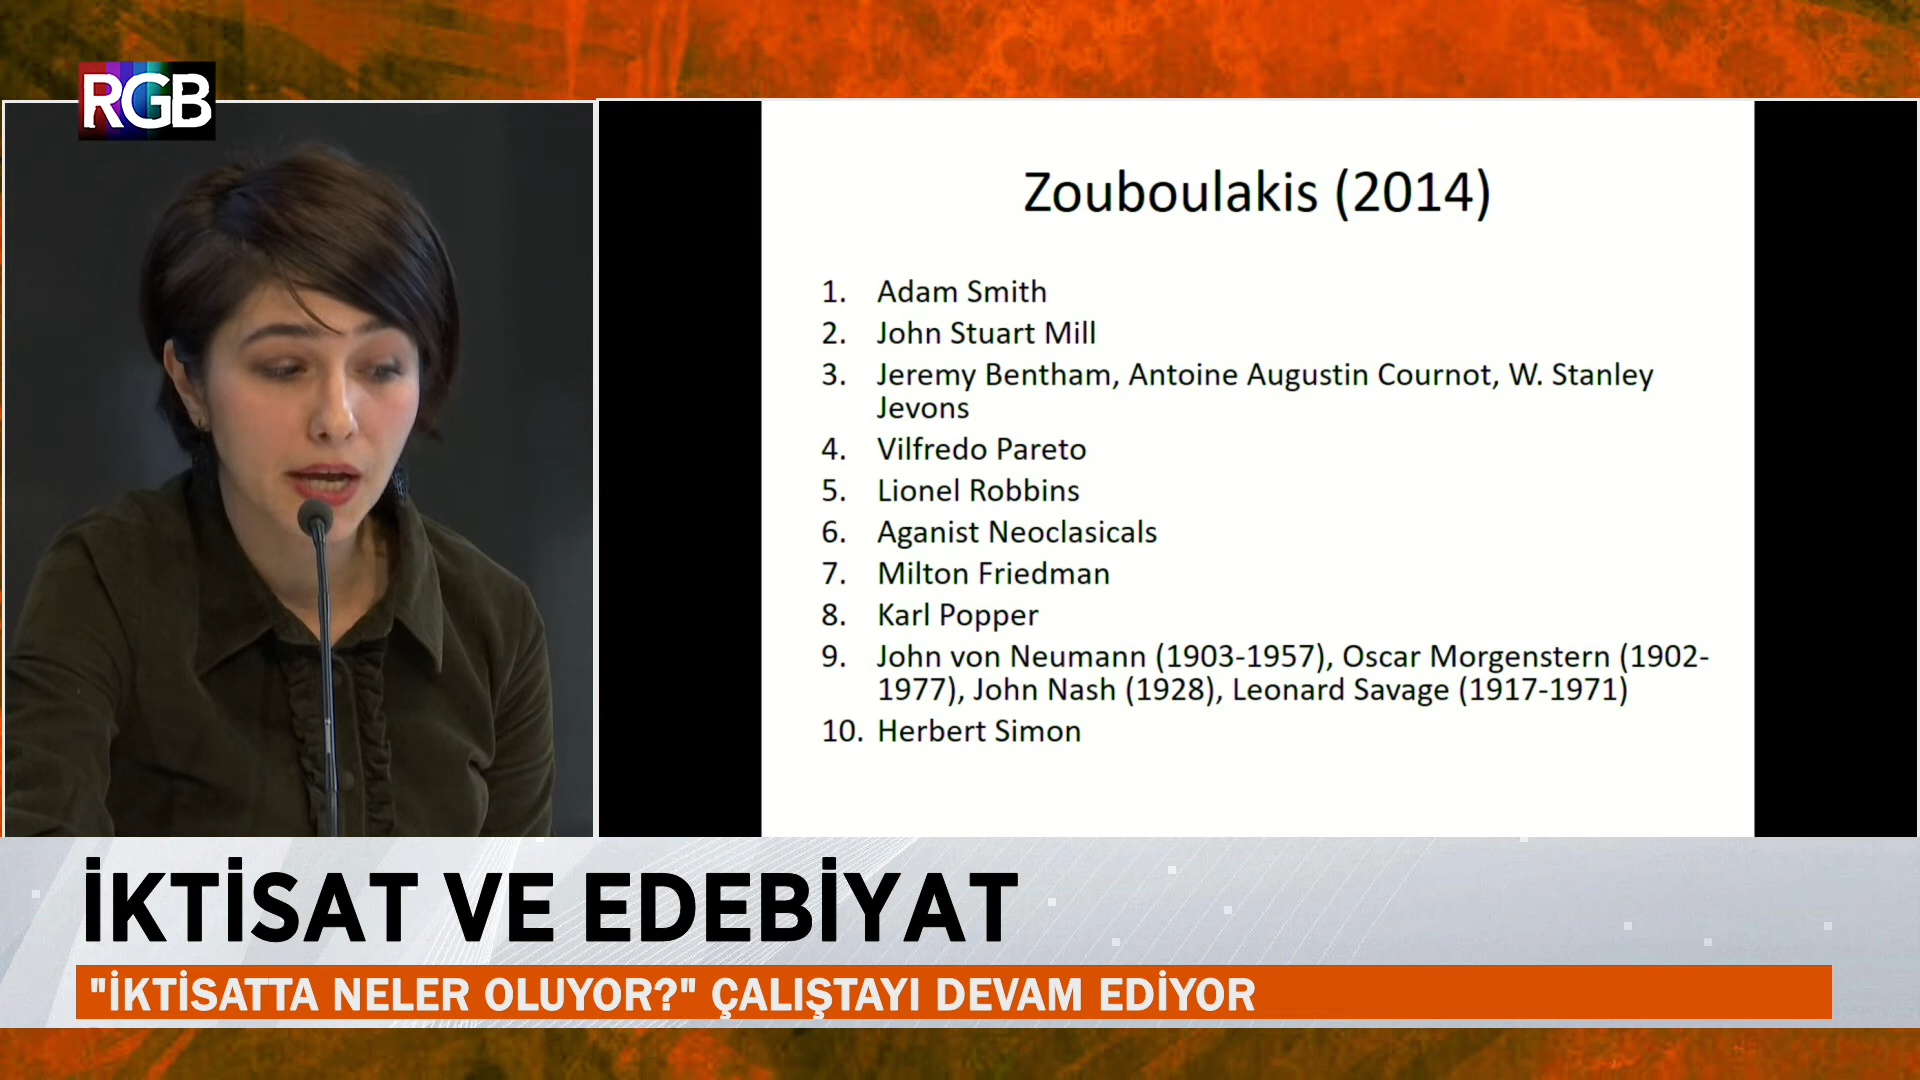 RGB
Zouboulakis (2014)
1. Adam Smith
2. John Stuart Mill
3. Jeremy Bentham, Antoine Augustin Cournot, W. Stanley
Jevons
4. Vilfredo Pareto
5. Lionel Robbins
6. Aganist Neoclasicals
7. Milton Friedman
8. Karl Popper
9. John von Neumann (1903-1957), Oscar Morgenstern (1902-
1977), John Nash (1928), Leonard Savage (1917-1971)
10. Herbert Simon
İKTİSAT VE EDEBİYAT
"İKTİSATTA NELER OLUYOR?" ÇALIŞTAYI DEVAM EDİYOR